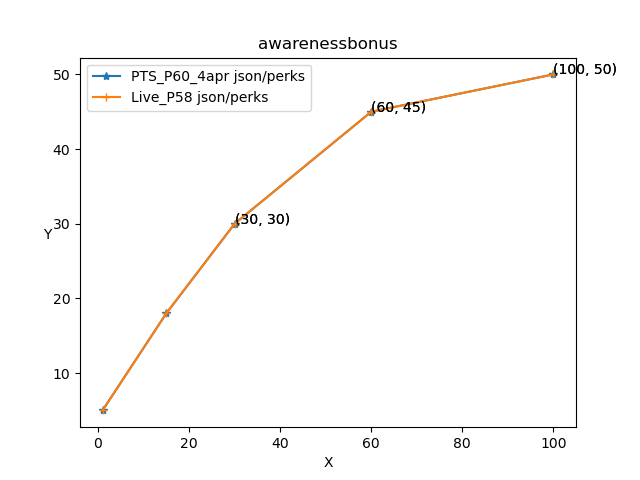 awarenessbonus
PTS_P60_4apr json/perks
Live_P58 json/perks
(100, 50)
(60, 45)
(30, 30)
50
40
30
20
10
Y
0 20 40 60 80 100
X